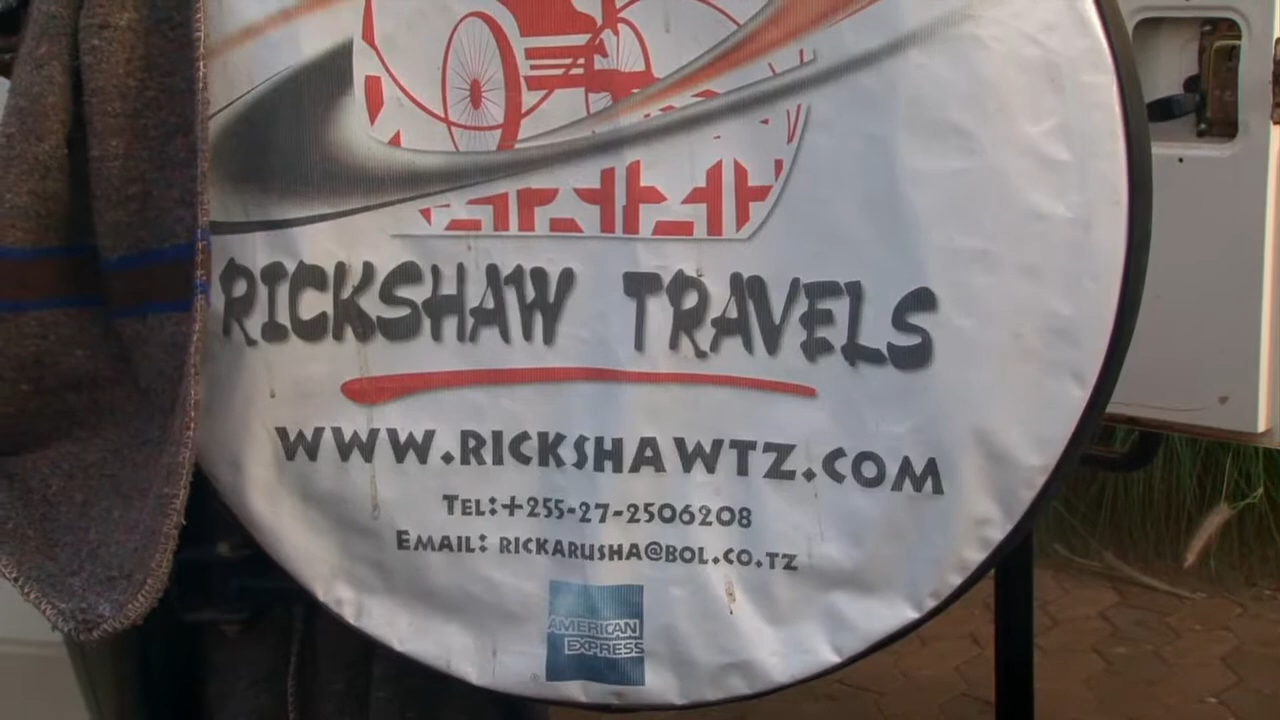 RICKSHAW TRAVELS
WWW.RICKSHAWTZ.COM
TEL:+255-27-2506208
EMAIL: RICKARUSHA@BOL.CO.TZ
AMERICAN
EXPRESS
®